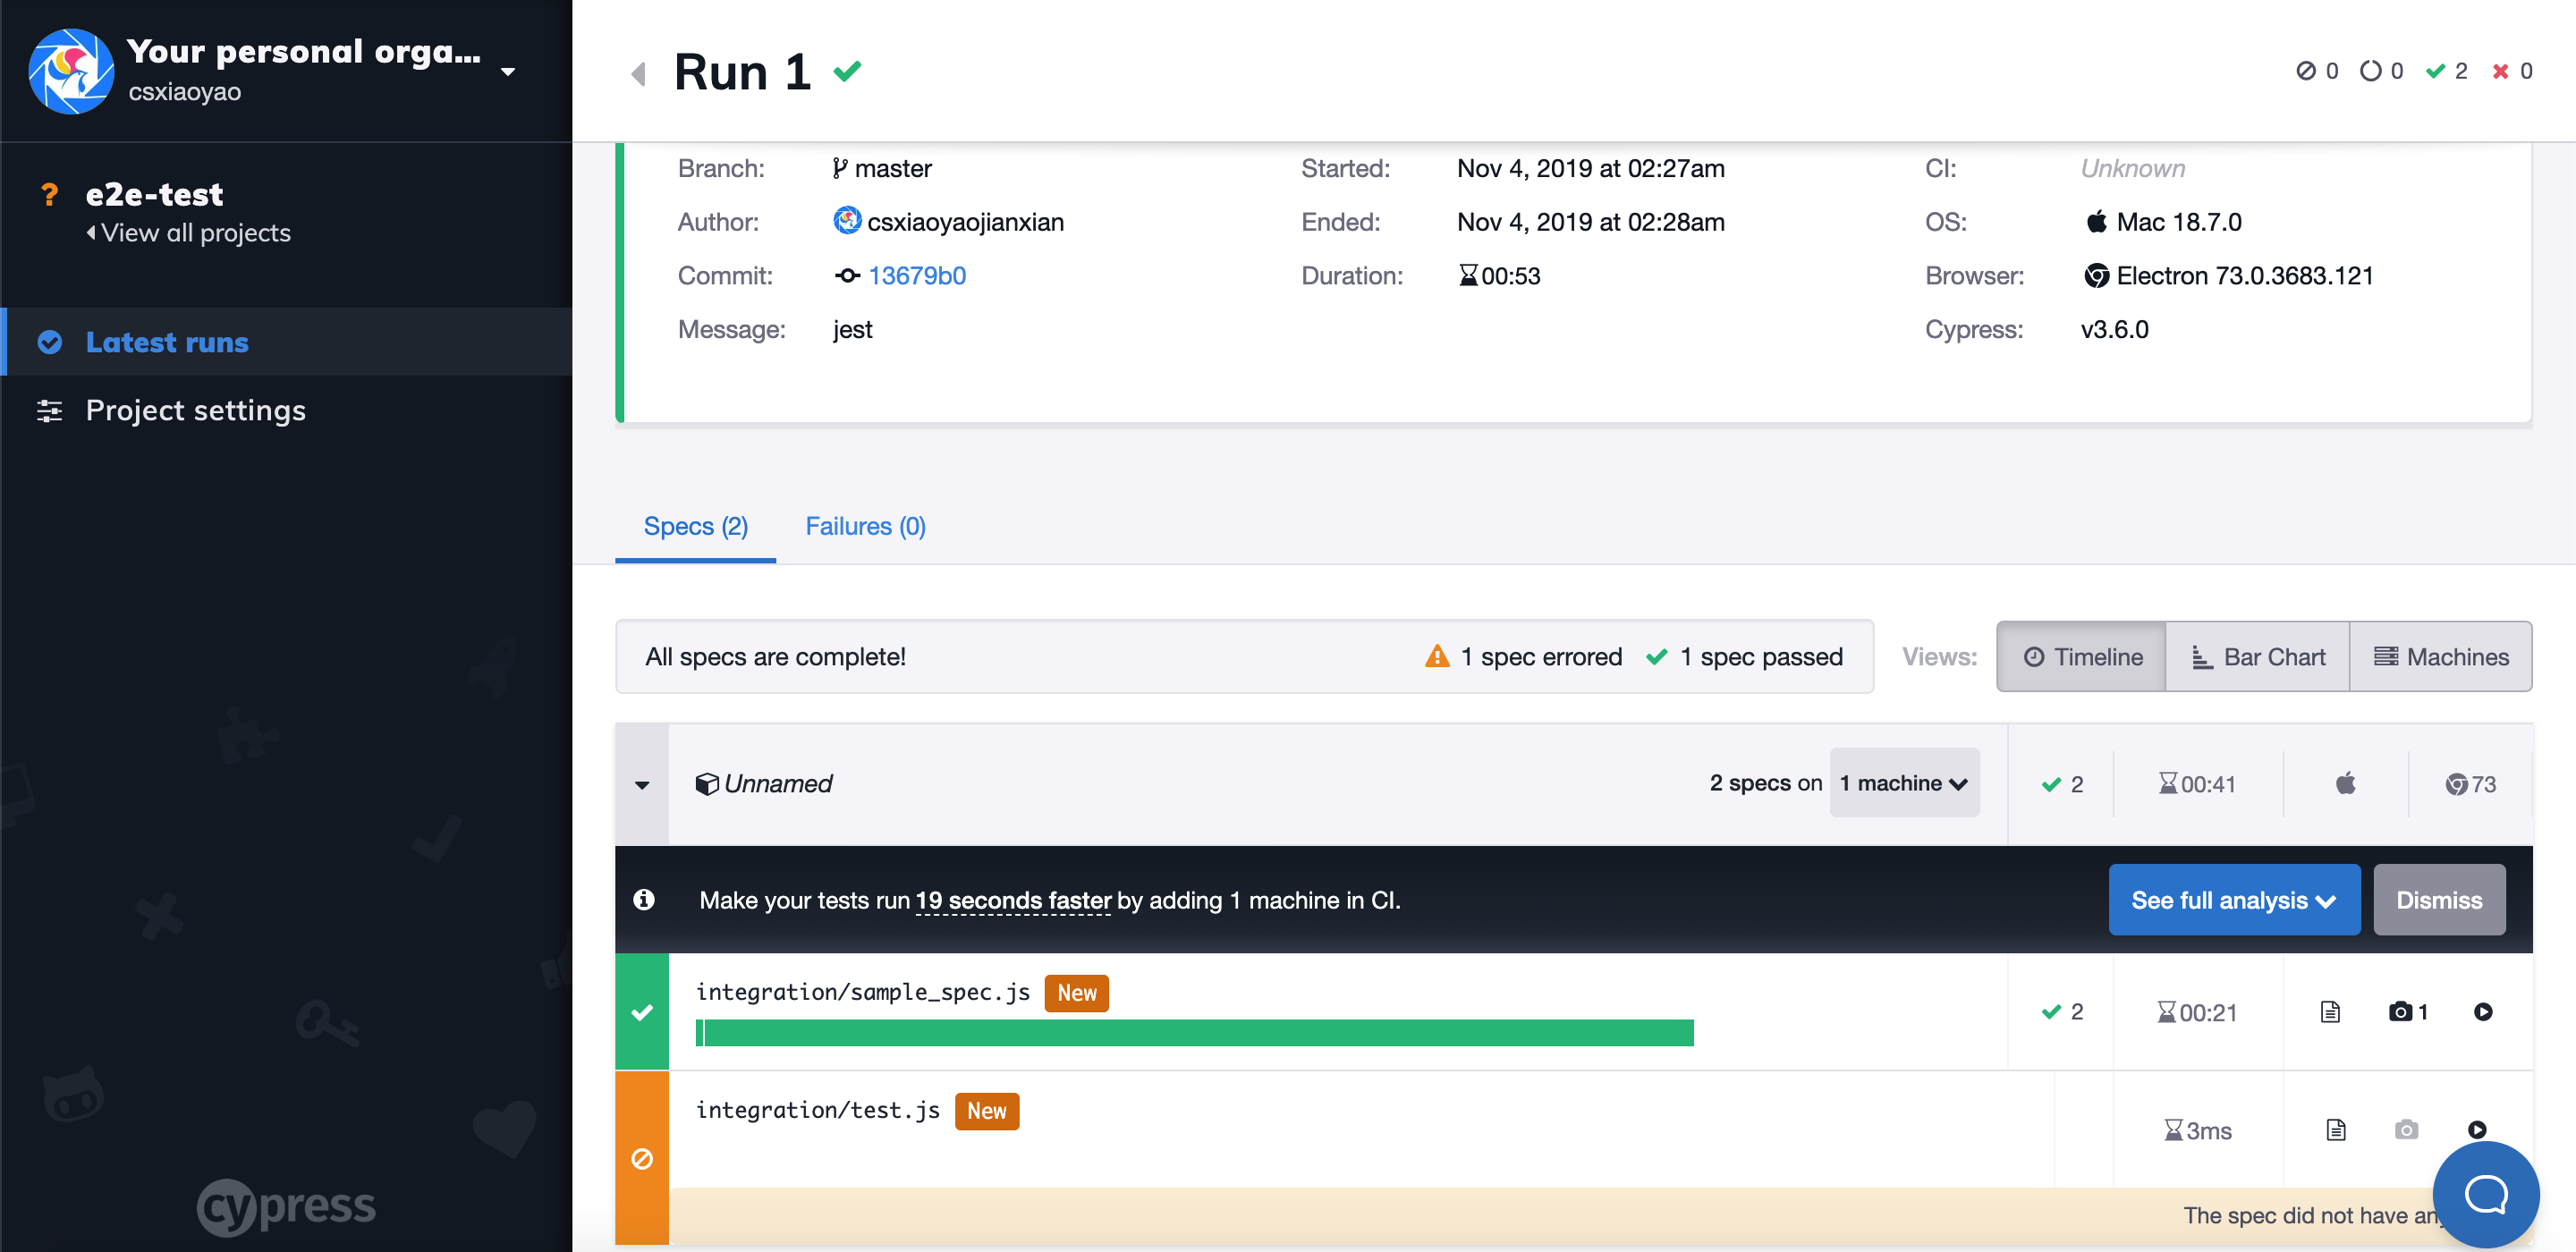 Your personal orga...
csxiaoyao
e2e-test
View all projects
Latest runs
Project settings
cypress
Run 1
0 0 2 0
Branch: master
Author: csxiaoyaojianxian
Commit: 13679b0
Message: jest
Started: Nov 4, 2019 at 02:27am
Ended: Nov 4, 2019 at 02:28am
Duration: 00:53
CI: Unknown
OS: Mac 18.7.0
Browser: Electron 73.0.3683.121
Cypress: v3.6.0
Specs (2) Failures (0)
All specs are complete! 1 spec errored 1 spec passed Views: Timeline Bar Chart Machines
Unnamed 2 specs on 1 machine 2 00:41 73
Make your tests run 19 seconds faster by adding 1 machine in CI. See full analysis Dismiss
integration/sample_spec.js New 2 00:21 1
integration/test.js New 3ms
The spec did not have